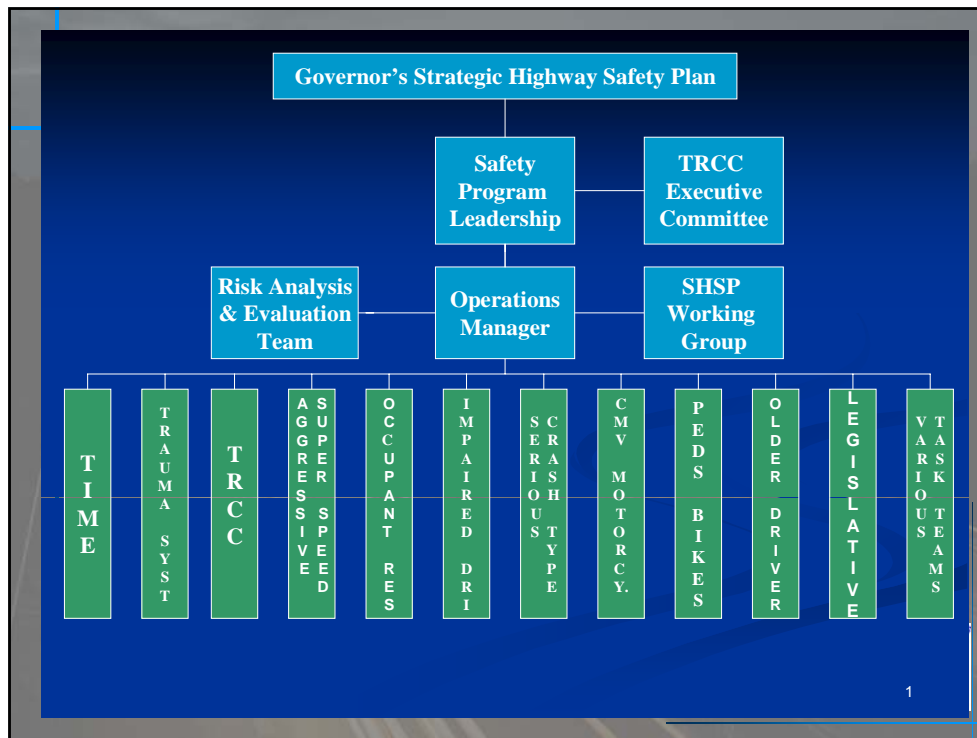 Governor’s Strategic Highway Safety Plan
Safety
Program
Leadership
TRCC
Executive
Committee
Risk Analysis
& Evaluation
Team
Operations
Manager
SHSP
Working
Group
TIME
TRAUMA SYST
TRCC
AGGRESSIVE
SUPER SPEED
OCCUPANT RES
IMPAIRED DRI
SERIOUS
CRASH TYPE
CMV MOTORCY.
PEDS BIKES
OLDER DRIVER
LEGISLATIVE
VARIOUS
TASK TEAMS
1